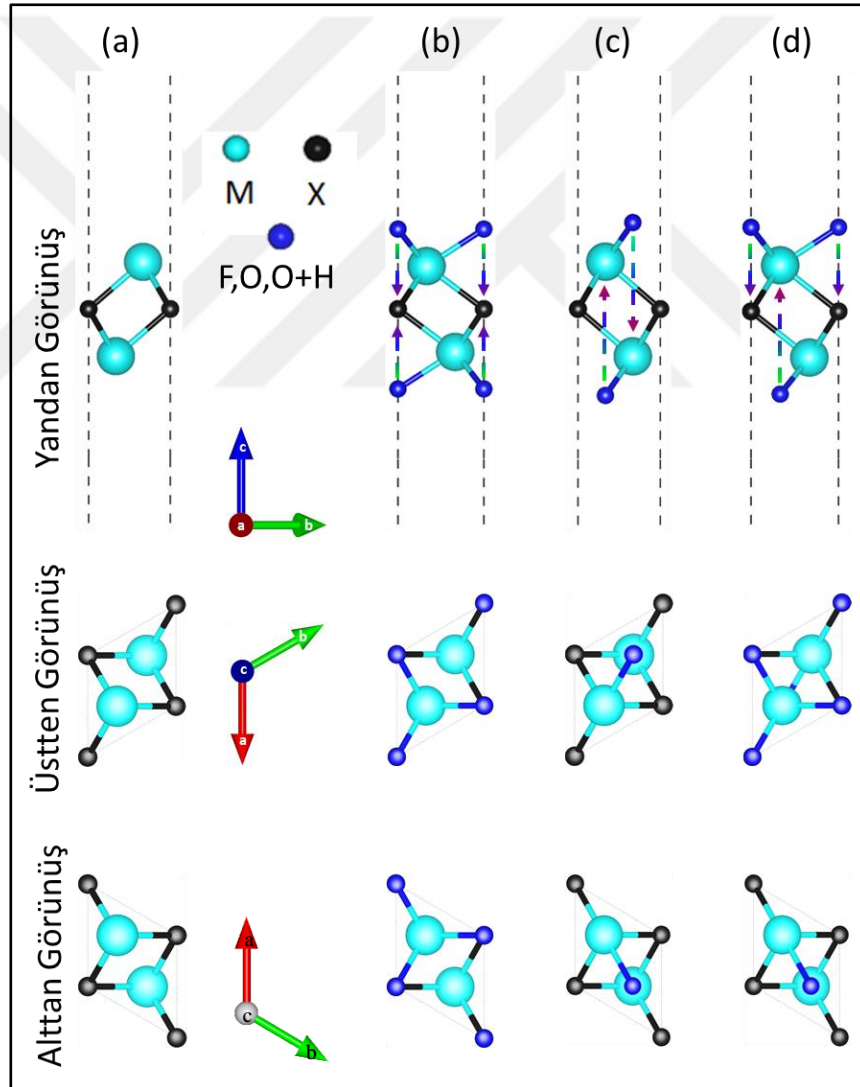 (a) (b) (c) (d)
M X
F,O,O+H
Yandan Görünüş
c
a b
Üstten Görünüş
b
c
a
Alttan Görünüş
a
c
b